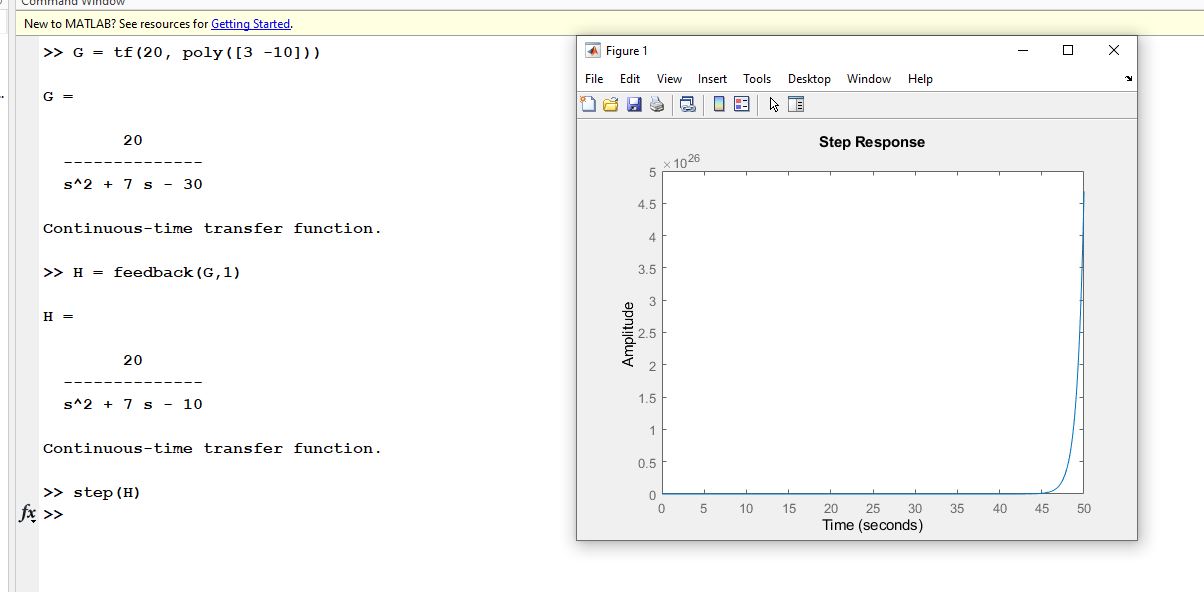 Command Window
New to MATLAB? See resources for Getting Started.
>> G = tf(20, poly([3 -10]))
G =
20
--------------
s^2 + 7 s - 30
Continuous-time transfer function.
>> H = feedback(G,1)
H =
20
--------------
s^2 + 7 s - 10
Continuous-time transfer function.
>> step(H)
fx >>
Figure 1
File Edit View Insert Tools Desktop Window Help
Step Response
×10^26
5
4.5
4
3.5
3
2.5
2
1.5
1
0.5
0
Amplitude
0 5 10 15 20 25 30 35 40 45 50
Time (seconds)